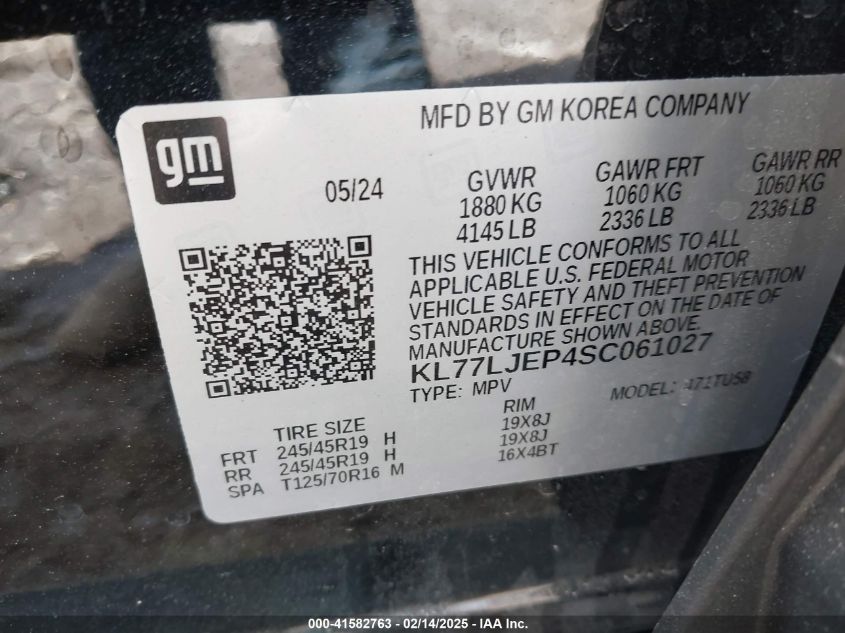 MFD BY GM KOREA COMPANY
gm
05/24
GVWR GAWR FRT GAWR RR
1880 KG 1060 KG 1060 KG
4145 LB 2336 LB 2336 LB
THIS VEHICLE CONFORMS TO ALL
APPLICABLE U.S. FEDERAL MOTOR
VEHICLE SAFETY AND THEFT PREVENTION
STANDARDS IN EFFECT ON THE DATE OF
MANUFACTURE SHOWN ABOVE.
KL77LJEP4SC061027
TYPE: MPV MODEL: 471TU58
TIRE SIZE RIM
FRT 245/45R19 H 19X8J
RR 245/45R19 H 19X8J
SPA T125/70R16 M 16X4BT
000-41582763 - 02/14/2025 - IAA Inc.